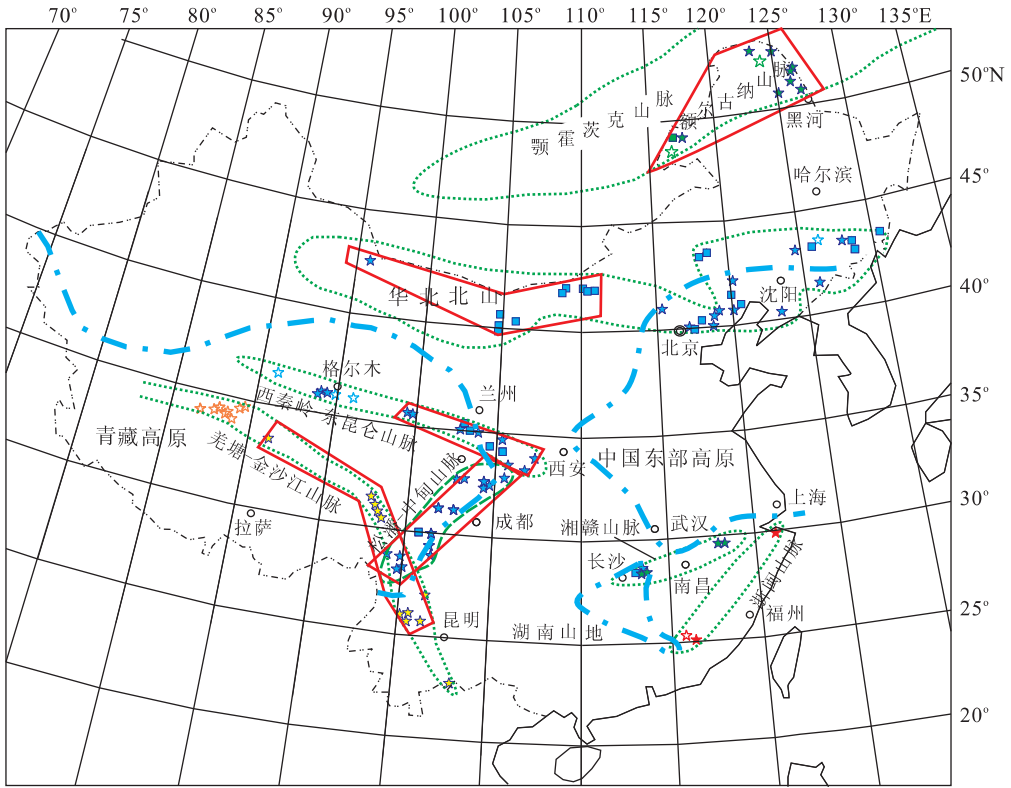 70° 75° 80° 85° 90° 95° 100° 105° 110° 115° 120° 125° 130° 135°E
50°N
45°
40°
35°
30°
25°
20°
颚霍茨克山脉
额尔古纳山脉
黑河
哈尔滨
华北北山
沈阳
北京
格尔木
兰州
西秦岭-东昆仑山脉
青藏高原
羌塘-金沙江山脉
中甸山脉
西安
中国东部高原
拉萨
成都
湘赣山脉
武汉
上海
长沙
南昌
浙闽山脉
昆明
湖南山地
福州